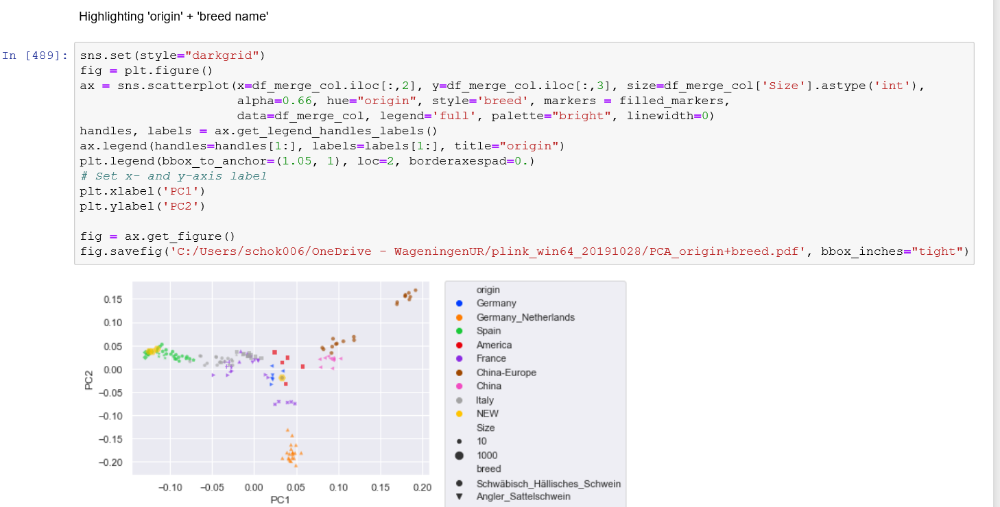 Highlighting 'origin' + 'breed name'
In [489]:
sns.set(style="darkgrid")
fig = plt.figure()
ax = sns.scatterplot(x=df_merge_col.iloc[:,2], y=df_merge_col.iloc[:,3], size=df_merge_col['Size'].astype('int'),
alpha=0.66, hue="origin", style='breed', markers = filled_markers,
data=df_merge_col, legend='full', palette="bright", linewidth=0)
handles, labels = ax.get_legend_handles_labels()
ax.legend(handles=handles[1:], labels=labels[1:], title="origin")
plt.legend(bbox_to_anchor=(1.05, 1), loc=2, borderaxespad=0.)
# Set x- and y-axis label
plt.xlabel('PC1')
plt.ylabel('PC2')
fig = ax.get_figure()
fig.savefig('C:/Users/schok006/OneDrive - WageningenUR/plink_win64_20191028/PCA_origin+breed.pdf', bbox_inches="tight")
0.15
0.10
0.05
0.00
−0.05
−0.10
−0.15
−0.20
PC2
−0.10 −0.05 0.00 0.05 0.10 0.15 0.20
PC1
origin
Germany
Germany_Netherlands
Spain
America
France
China-Europe
China
Italy
NEW
Size
10
1000
breed
Schwäbisch_Hällisches_Schwein
Angler_Sattelschwein